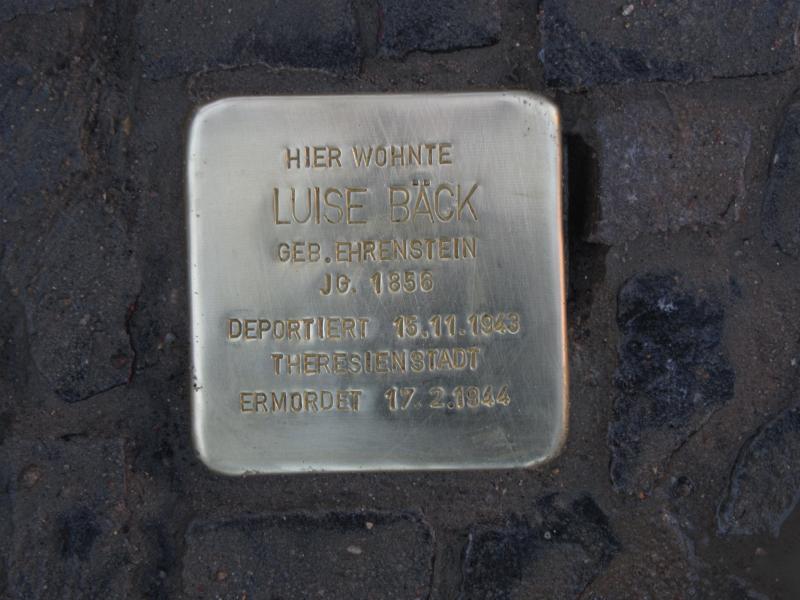 HIER WOHNTE
LUISE BÄCK
GEB. EHRENSTEIN
JG. 1856
DEPORTIERT 15.11.1943
THERESIENSTADT
ERMORDET 17.2.1944